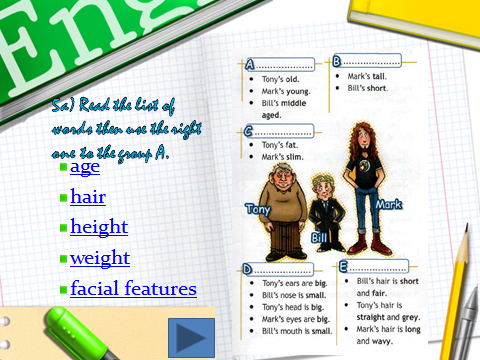 Eng
5a) Read the list of
words then use the right
one to the group A.
age
hair
height
weight
facial features
A ....................
Tony's old.
Mark's young.
Bill's middle
aged.
B ....................
Mark's tall.
Bill's short.
C ....................
Tony's fat.
Mark's slim.
Tony
Bill
Mark
D ....................
Tony's ears are big.
Bill's nose is small.
Tony's head is big.
Mark's eyes are big.
Bill's mouth is small.
E ....................
Bill's hair is short
and fair.
Tony's hair is
straight and grey.
Mark's hair is long
and wavy.